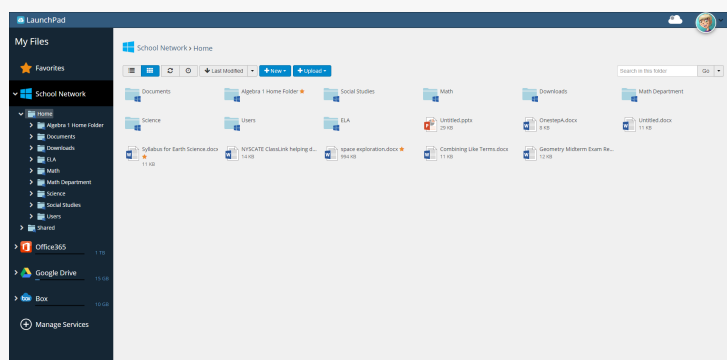 LaunchPad
My Files
Favorites
School Network
Home
Algebra 1 Home Folder
Documents
Downloads
ELA
Math
Math Department
Science
Social Studies
Users
Shared
Office365
1 TB
Google Drive
15 GB
Box
10 GB
Manage Services
School Network > Home
Last Modified + New + Upload Search in this folder Go
Documents Algebra 1 Home Folder Social Studies Math Downloads Math Department
Science Users ELA Untitled.pptx OnestepA.docx Untitled.docx
29 KB 8 KB 11 KB
Syllabus for Earth Science.docx NYSCATE ClassLink helping d... space exploration.docx Combining Like Terms.docx Geometry Midterm Exam Re...
11 KB 14 KB 984 KB 11 KB 12 KB